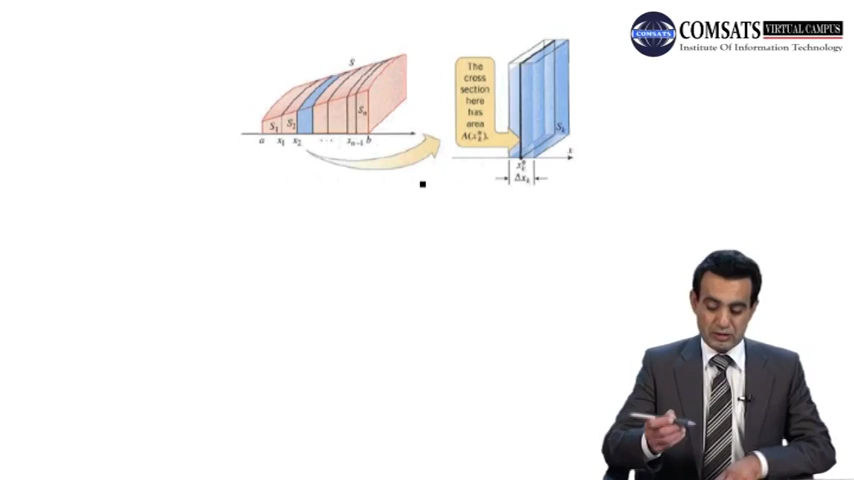 COMSATS VIRTUAL CAMPUS
Institute Of Information Technology
COMSATS
S
The
cross
section
here
has
area
A(x*k).
S1 S2 Sn
a x1 x2 ... xn−1 b
Sk
x
x*k
Δxk